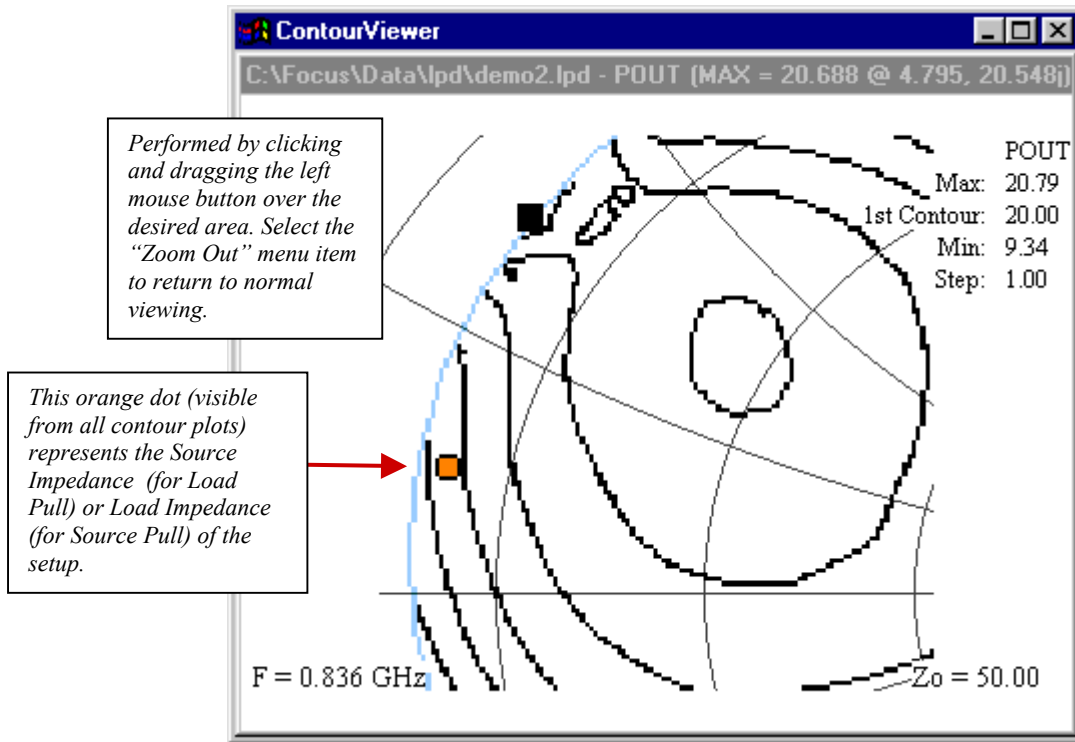 ContourViewer
C:\Focus\Data\lpd\demo2.lpd - POUT (MAX = 20.688 @ 4.795, 20.548j)
Performed by clicking
and dragging the left
mouse button over the
desired area. Select the
“Zoom Out” menu item
to return to normal
viewing.
POUT
Max: 20.79
1st Contour: 20.00
Min: 9.34
Step: 1.00
This orange dot (visible
from all contour plots)
represents the Source
Impedance (for Load
Pull) or Load Impedance
(for Source Pull) of the
setup.
F = 0.836 GHz
Zo = 50.00